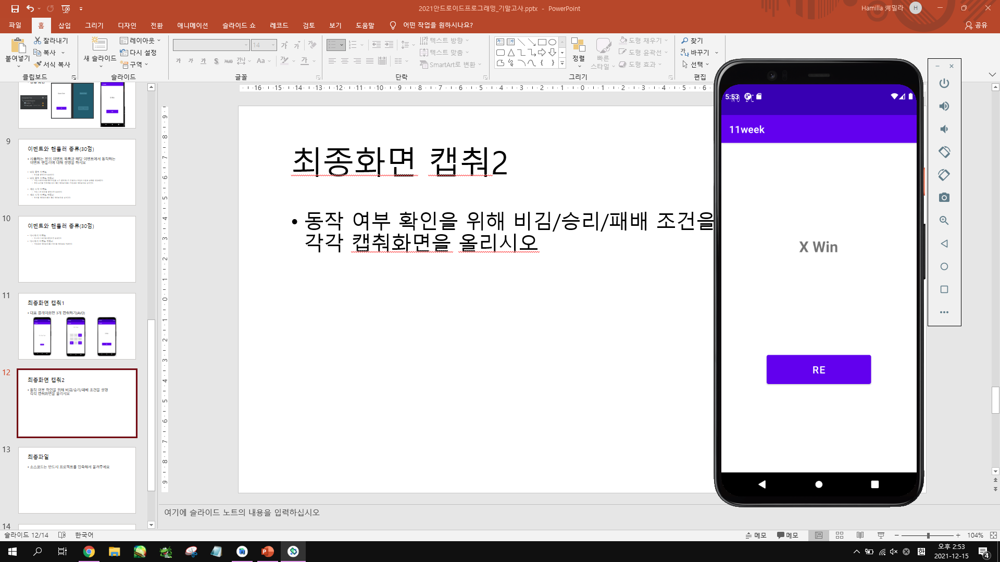 2021안드로이드프로그래밍_기말고사.pptx - PowerPoint
Hamilla 河밀라
H
파일 홈 삽입 그리기 디자인 전환 애니메이션 슬라이드 쇼 레코드 검토 보기 도움말 어떤 작업을 원하시나요? 공유
붙여넣기
잘라내기
복사
서식 복사
클립보드
새 슬라이드
레이아웃
다시 설정
구역
슬라이드
14
글꼴
텍스트 방향
텍스트 맞춤
SmartArt로 변환
단락
정렬
빠른 스타일
도형 채우기
도형 윤곽선
도형 효과
그리기
찾기
바꾸기
선택
편집
9
이벤트와 핸들러 종류(30점)
• 사용하는 뷰의 이벤트 목록과 해당 이벤트에서 동작하는
이벤트 핸들러에 대해 설명을 하시오
10
이벤트와 핸들러 종류(30점)
11
최종화면 캡춰1
• 대표 플레이화면 3개 캡춰하기(AVD)
12
최종화면 캡춰2
• 동작 여부 확인을 위해 비김/승리/패배 조건을 설명
각각 캡춰화면을 올리시오
13
최종파일
• 소스코드는 반드시 프로젝트를 압축해서 올려주세요
14
최종화면 캡춰2
• 동작 여부 확인을 위해 비김/승리/패배 조건을
각각 캡춰화면을 올리시오
5:53
11week
X Win
RE
여기에 슬라이드 노트의 내용을 입력하십시오
슬라이드 12/14 한국어 메모 메모 104%
오후 2:53
2021-12-15
4